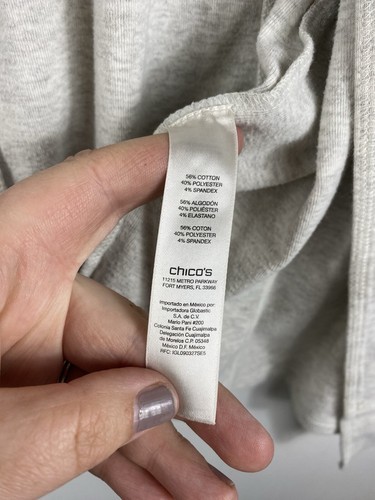 56% COTTON
40% POLYESTER
4% SPANDEX
56% ALGODÓN
40% POLIÉSTER
4% ELASTANO
56% COTON
40% POLYESTER
4% SPANDEX
chico's
11215 METRO PARKWAY
FORT MYERS, FL 33966
Importado en México por:
Importadora Globastic
S.A. de C.V.
Mario Pani #200
Colonia Santa Fe Cuajimalpa
Delegación Cuajimalpa
de Morelos C.P. 05348
México D.F. México
RFC: IGL090327SE5